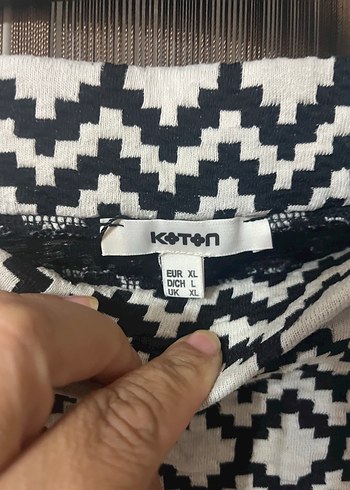 KOTON
EUR XL
D/CH L
UK XL